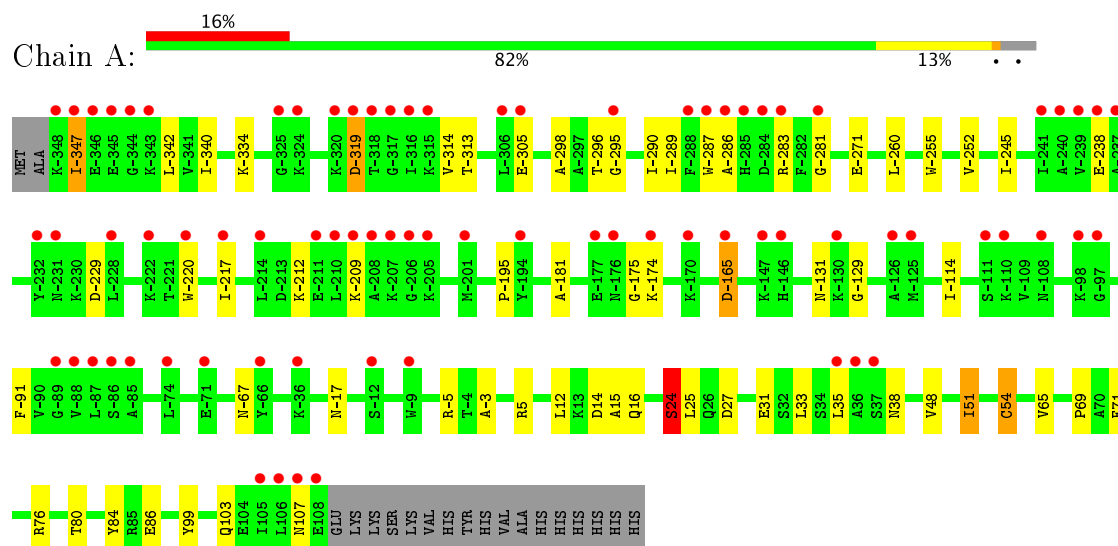 16%
Chain A:
82% 13% • •
MET ALA K-348 I-347 E-346 E-345 G-344 K-343 L-342 V-341 I-340 K-334 G-325 K-324 K-320 D-319 T-318 G-317 I-316 K-315 V-314 T-313 L-306 E-305 A-298 A-297 T-296 G-295 I-290 I-289 F-288 W-287 A-286 H-285 D-284 R-283 F-282 G-281 E-271 L-260 W-255 V-252 I-245 I-241 A-240 V-239 E-238
Y-232 N-231 K-230 D-229 L-228 K-222 T-221 W-220 I-217 L-214 D-213 K-212 E-211 L-210 K-209 A-208 K-207 G-206 K-205 M-201 P-195 Y-194 A-181 E-177 N-176 G-175 K-174 K-170 D-165 K-147 H-146 N-131 K-130 G-129 A-126 M-125 I-114 S-111 K-110 V-109 N-108 K-98 G-97
F-91 V-90 G-89 V-88 L-87 S-86 A-85 L-74 E-71 N-67 Y-66 K-36 N-17 S-12 W-9 R-5 T-4 A-3 R5 L12 K13 D14 A15 Q16 S24 L25 Q26 D27 E31 S32 L33 S34 L35 A36 S37 N38 V48 I51 C54 V65 P69 A70
R76 T80 Y84 R85 E86 Y99 Q103 E104 I105 L106 N107 E108 GLU LYS LYS SER LYS VAL HIS TYR HIS VAL ALA HIS HIS HIS HIS HIS HIS